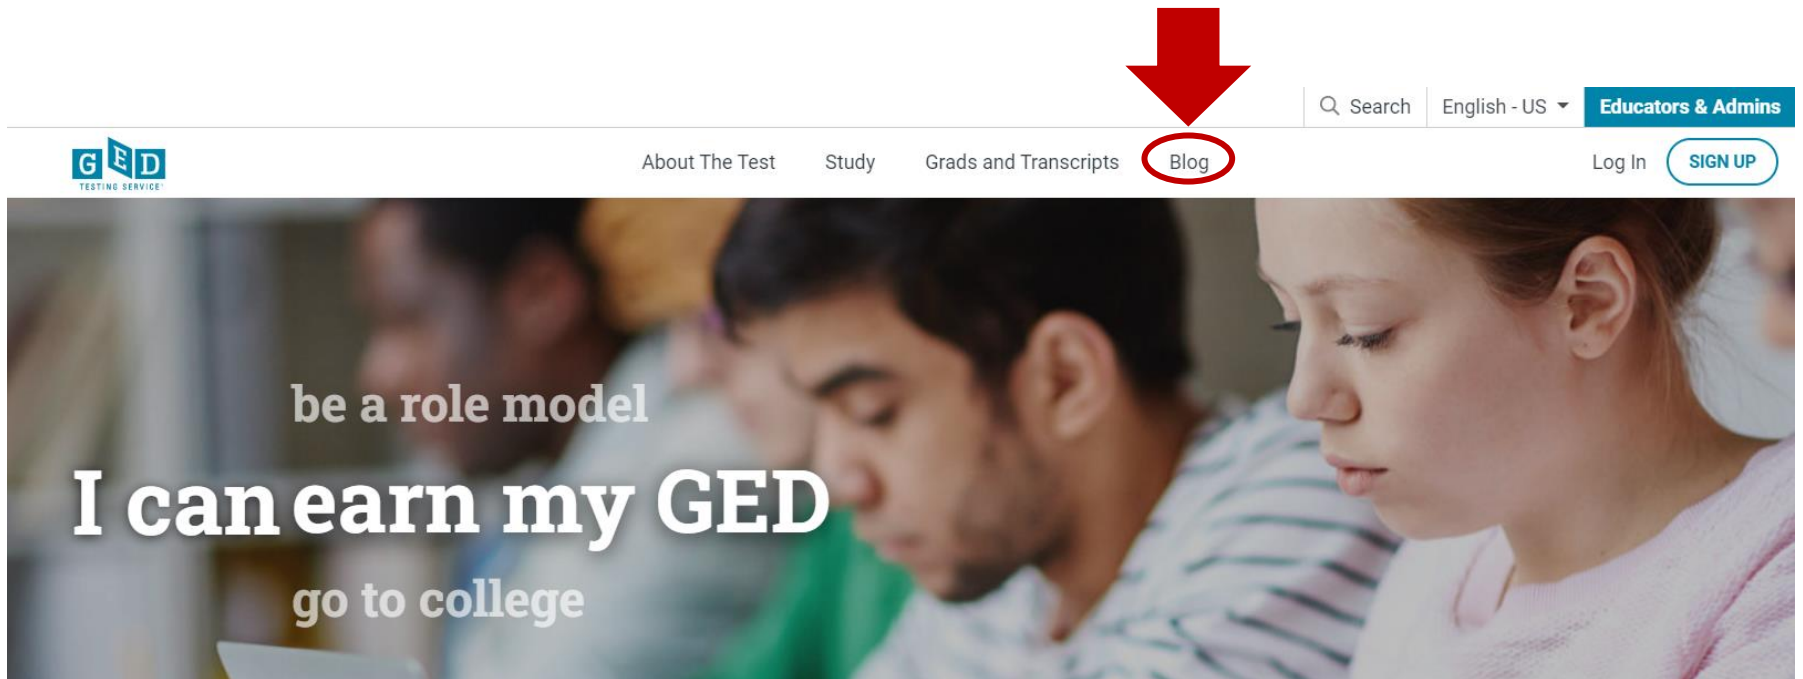 Search English - US Educators & Admins
GED
TESTING SERVICE®
About The Test Study Grads and Transcripts Blog Log In SIGN UP
be a role model
I can earn my GED
go to college